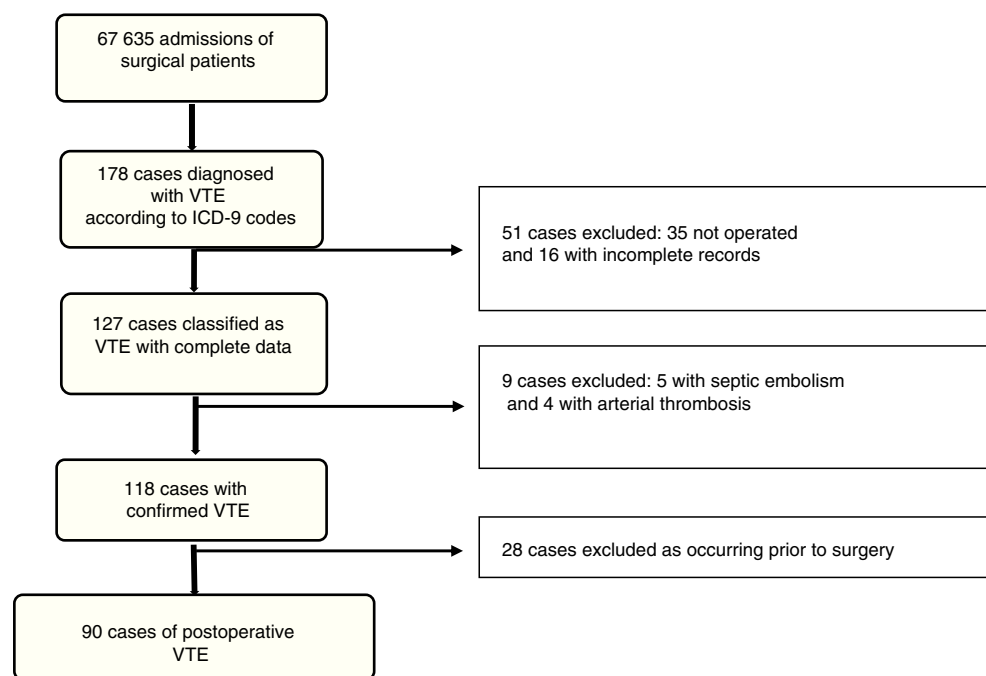 67 635 admissions of
surgical patients
178 cases diagnosed
with VTE
according to ICD-9 codes
51 cases excluded: 35 not operated
and 16 with incomplete records
127 cases classified as
VTE with complete data
9 cases excluded: 5 with septic embolism
and 4 with arterial thrombosis
118 cases with
confirmed VTE
28 cases excluded as occurring prior to surgery
90 cases of postoperative
VTE